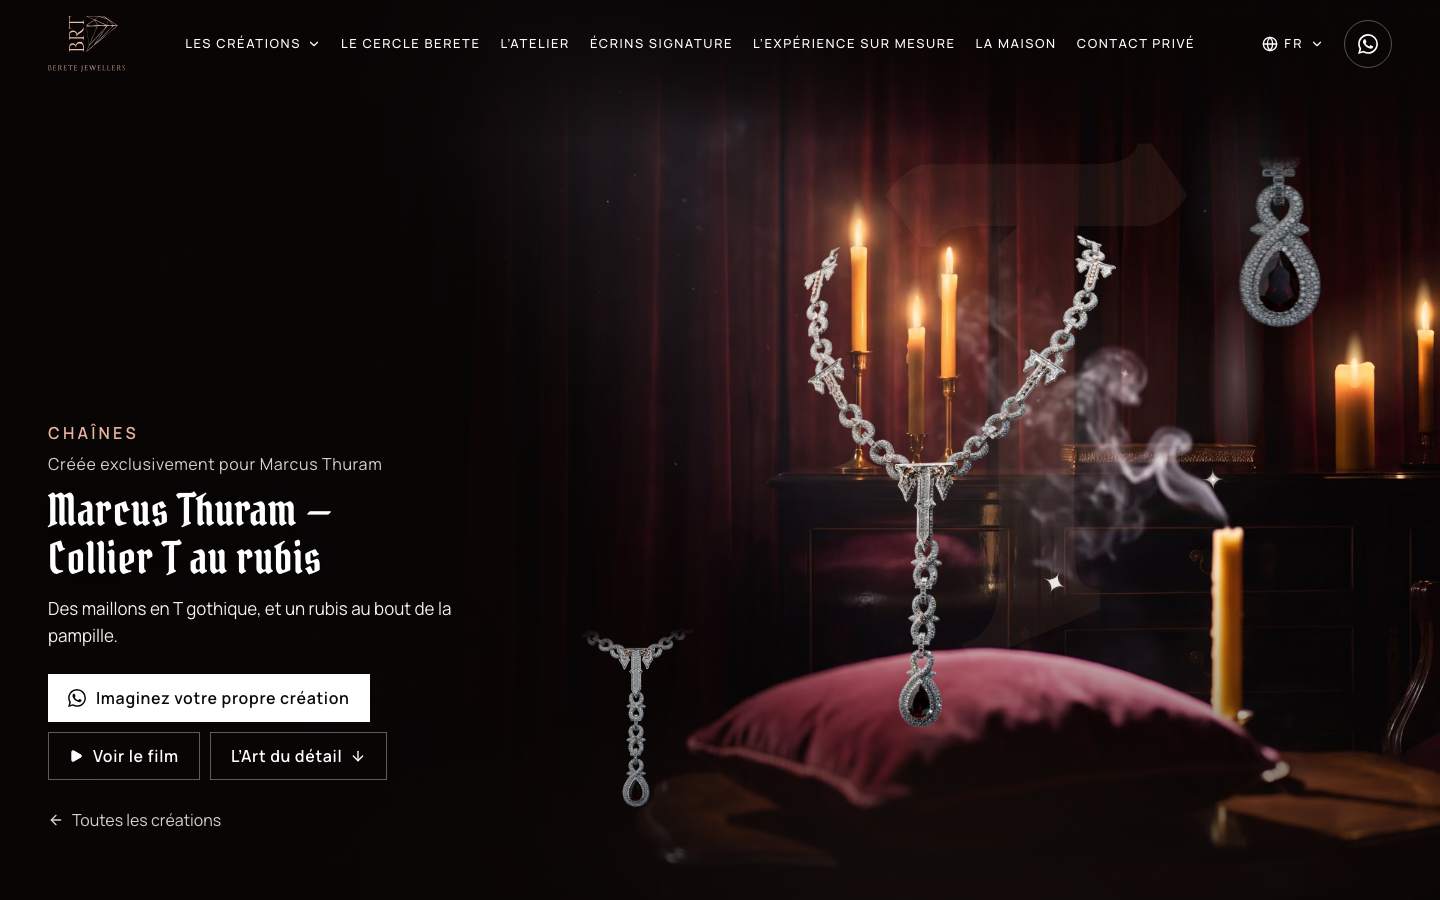 BRT
BERETE JEWELLERS
LES CRÉATIONS
LE CERCLE BERETE
L’ATELIER
ÉCRINS SIGNATURE
L’EXPÉRIENCE SUR MESURE
LA MAISON
CONTACT PRIVÉ
FR
CHAÎNES
Créée exclusivement pour Marcus Thuram
Marcus Thuram –
Collier T au rubis
Des maillons en T gothique, et un rubis au bout de la
pampille.
Imaginez votre propre création
Voir le film
L’Art du détail ↓
← Toutes les créations